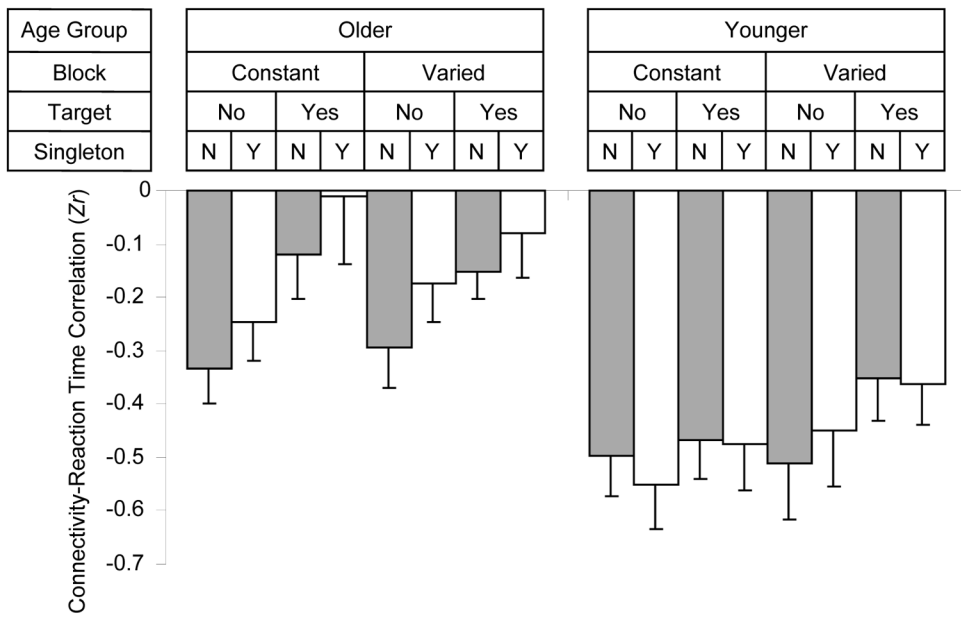 Age Group Older Younger
Block Constant Varied Constant Varied
Target No Yes No Yes No Yes No Yes
Singleton N Y N Y N Y N Y N Y N Y N Y N Y
Connectivity-Reaction Time Correlation (Zr)
0
-0.1
-0.2
-0.3
-0.4
-0.5
-0.6
-0.7